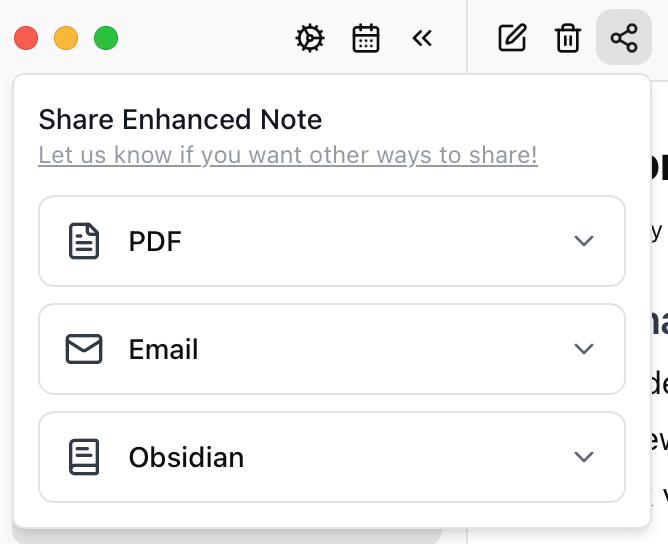 Share Enhanced Note
Let us know if you want other ways to share!
PDF
Email
Obsidian